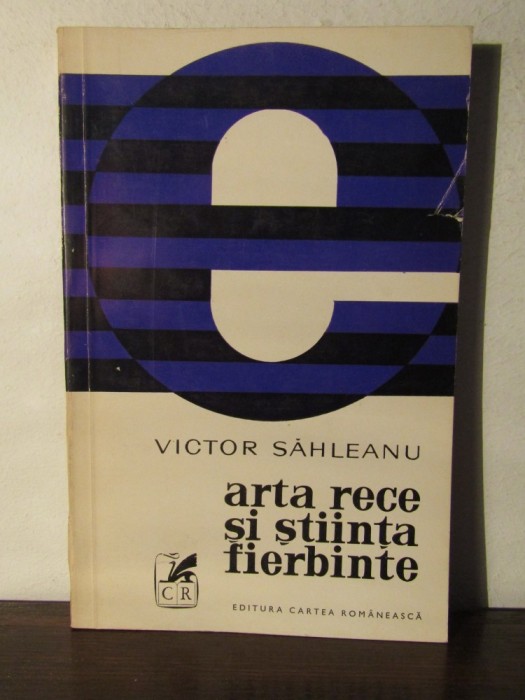 e
VICTOR SĂHLEANU
arta rece
și știința
fierbinte
CR
EDITURA CARTEA ROMÂNEASCĂ